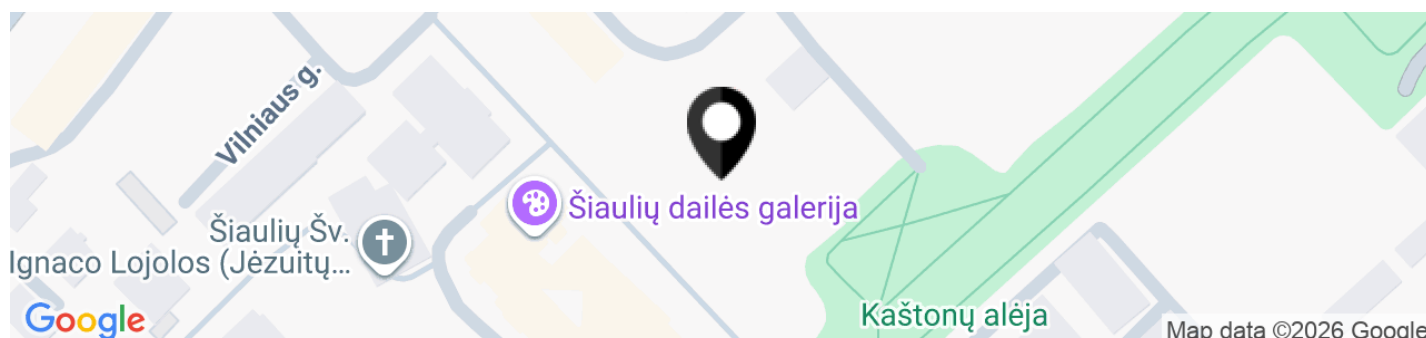 Vilniaus g.
Šiaulių dailės galerija
Šiaulių Šv.
Ignaco Lojolos (Jėzuitų...
Kaštonų alėja
Google
Map data ©2026 Google